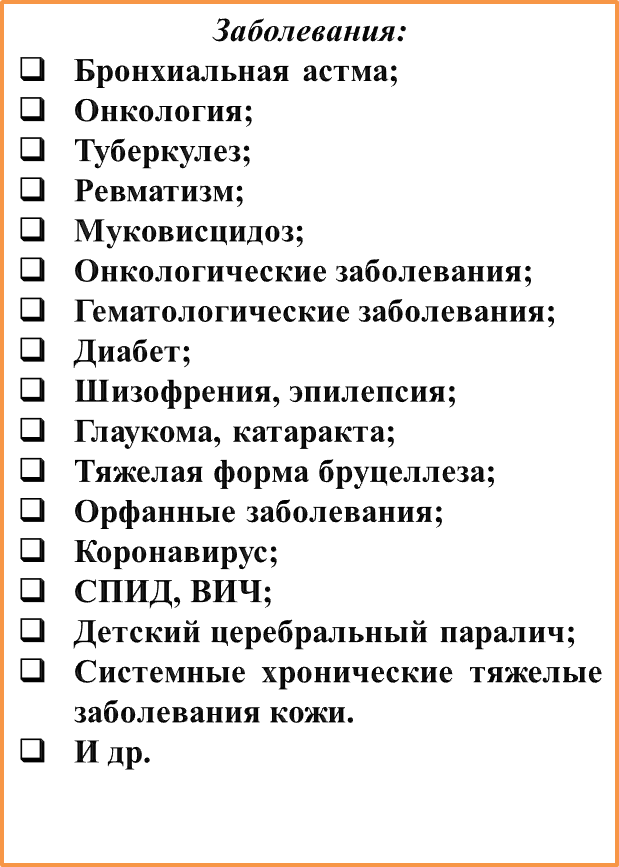 Заболевания:
❑ Бронхиальная астма;
❑ Онкология;
❑ Туберкулез;
❑ Ревматизм;
❑ Муковисцидоз;
❑ Онкологические заболевания;
❑ Гематологические заболевания;
❑ Диабет;
❑ Шизофрения, эпилепсия;
❑ Глаукома, катаракта;
❑ Тяжелая форма бруцеллеза;
❑ Орфанные заболевания;
❑ Коронавирус;
❑ СПИД, ВИЧ;
❑ Детский церебральный паралич;
❑ Системные хронические тяжелые
заболевания кожи.
❑ И др.